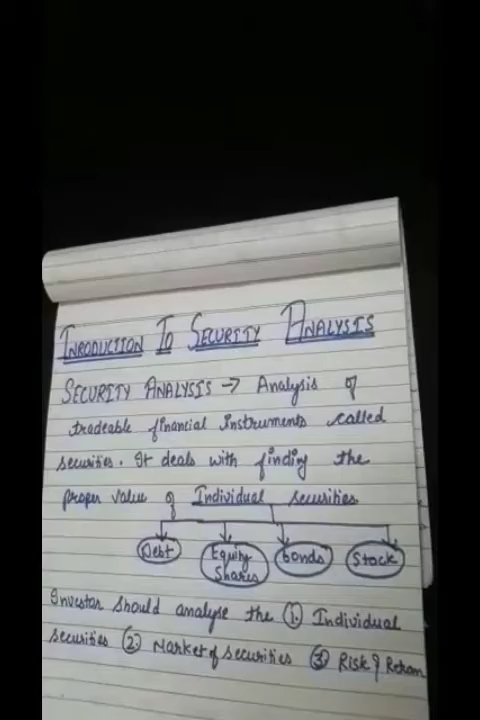 INRODUCTION TO SECURITY ANALYSIS
SECURITY ANALYSIS → Analysis of
tradeable financial instruments called
securities. It deals with finding the
proper value of Individual securities
Debt Equity Shares bonds Stock
Investor should analyse the 1. Individual
securities 2. Market of securities 3. Risk & Return